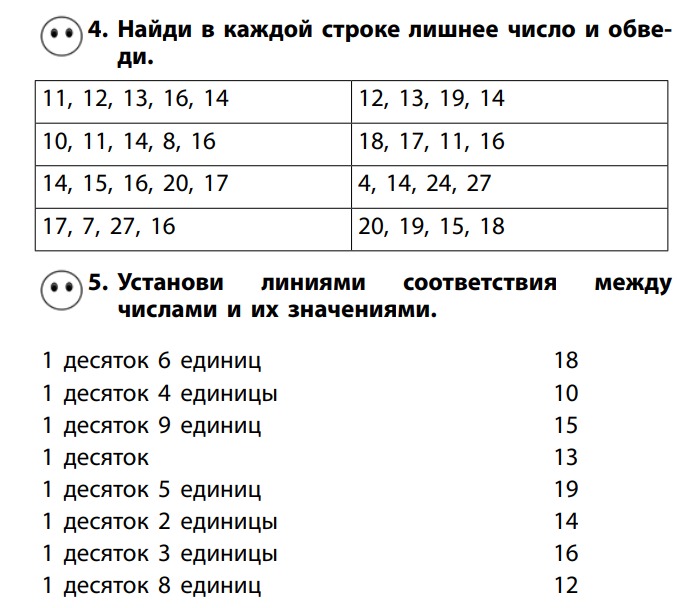 4. Найди в каждой строке лишнее число и обве-
ди.
11, 12, 13, 16, 14 12, 13, 19, 14
10, 11, 14, 8, 16 18, 17, 11, 16
14, 15, 16, 20, 17 4, 14, 24, 27
17, 7, 27, 16 20, 19, 15, 18
5. Установи линиями соответствия между
числами и их значениями.
1 десяток 6 единиц 18
1 десяток 4 единицы 10
1 десяток 9 единиц 15
1 десяток 13
1 десяток 5 единиц 19
1 десяток 2 единицы 14
1 десяток 3 единицы 16
1 десяток 8 единиц 12